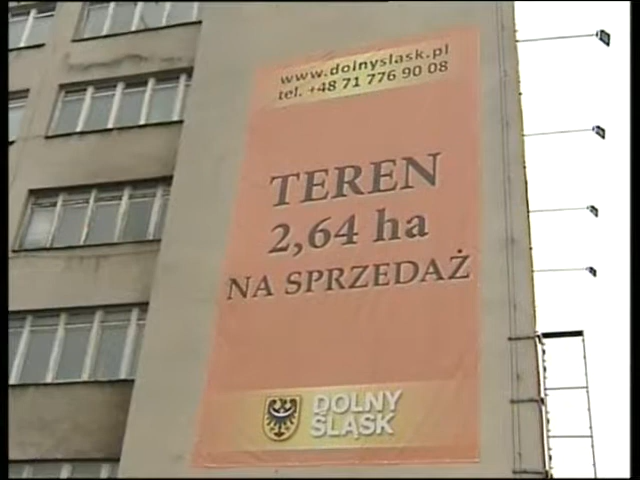 www.dolnyslask.pl
tel. +48 71 776 90 08
TEREN
2,64 ha
NA SPRZEDAŻ
DOLNY
ŚLĄSK